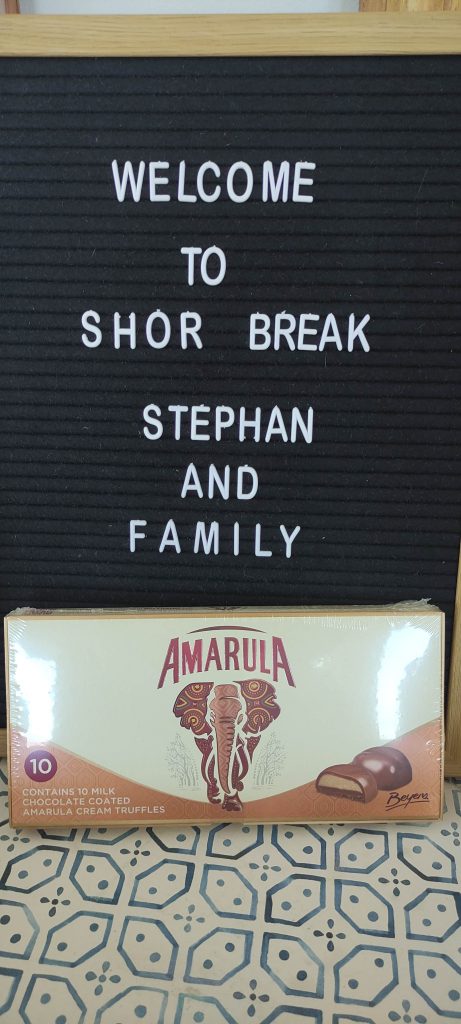 WELCOME
TO
SHOR BREAK
STEPHAN
AND
FAMILY
AMARULA
10
CONTAINS 10 MILK
CHOCOLATE COATED
AMARULA CREAM TRUFFLES
Beyers